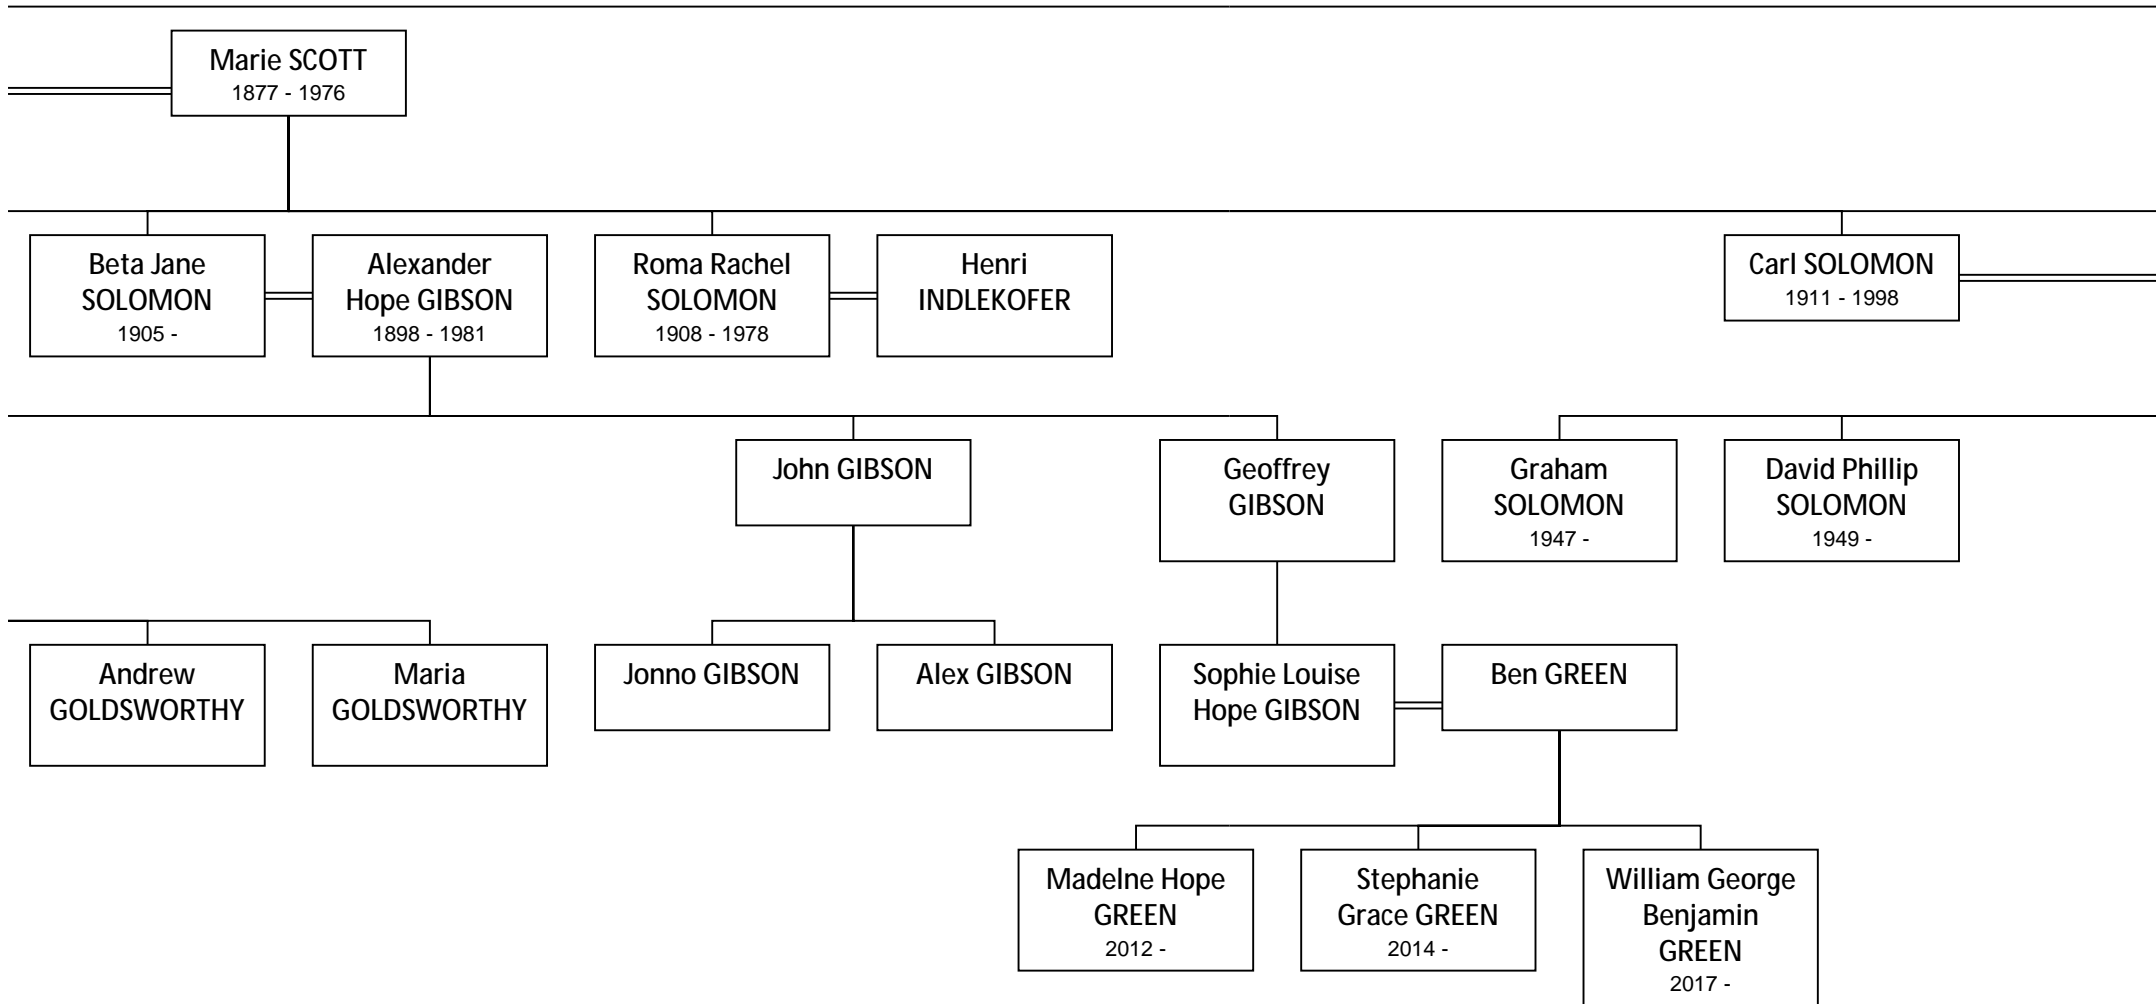 Marie SCOTT
1877 - 1976
Beta Jane
SOLOMON
1905 -
Alexander
Hope GIBSON
1898 - 1981
Roma Rachel
SOLOMON
1908 - 1978
Henri
INDLEKOFER
Carl SOLOMON
1911 - 1998
John GIBSON
Geoffrey
GIBSON
Graham
SOLOMON
1947 -
David Phillip
SOLOMON
1949 -
Andrew
GOLDSWORTHY
Maria
GOLDSWORTHY
Jonno GIBSON
Alex GIBSON
Sophie Louise
Hope GIBSON
Ben GREEN
Madelne Hope
GREEN
2012 -
Stephanie
Grace GREEN
2014 -
William George
Benjamin
GREEN
2017 -